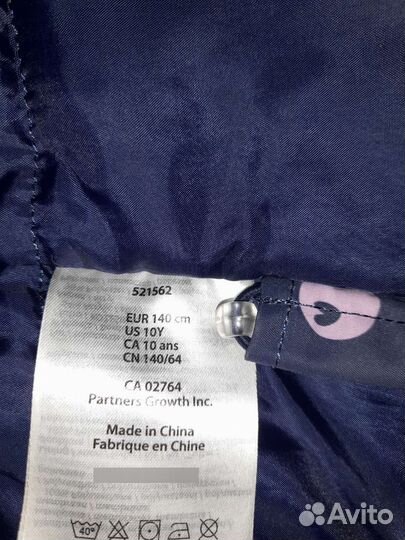 521562
EUR 140 cm
US 10Y
CA 10 ans
CN 140/64
CA 02764
Partners Growth Inc.
Made in China
Fabrique en Chine
40°
Avito